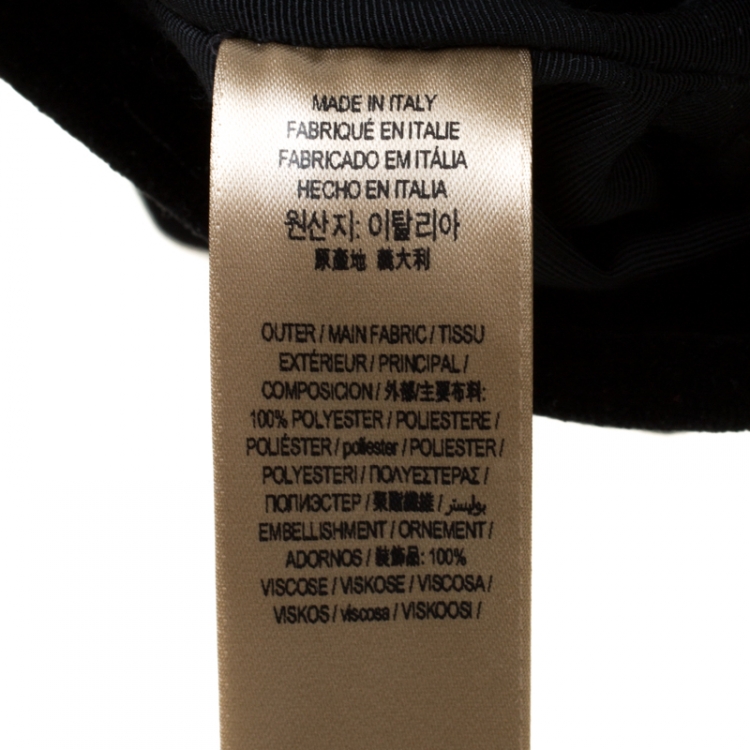 MADE IN ITALY
FABRIQUÉ EN ITALIE
FABRICADO EM ITÁLIA
HECHO EN ITALIA
원산지: 이탈리아
原產地 義大利
OUTER / MAIN FABRIC / TISSU
EXTÉRIEUR / PRINCIPAL /
COMPOSICION / 外部/主要布料:
100% POLYESTER / POLIESTERE /
POLIÉSTER / poliester / POLIESTER /
POLYESTERI / ΠΟΛΥΕΣΤΕΡΑΣ /
ПОПИЭСТЕР / 聚酯纖維 / بوليستر /
EMBELLISHMENT / ORNEMENT /
ADORNOS / 裝飾品: 100%
VISCOSE / VISKOSE / VISCOSA /
VISKOS / viscosa / VISKOOSI /